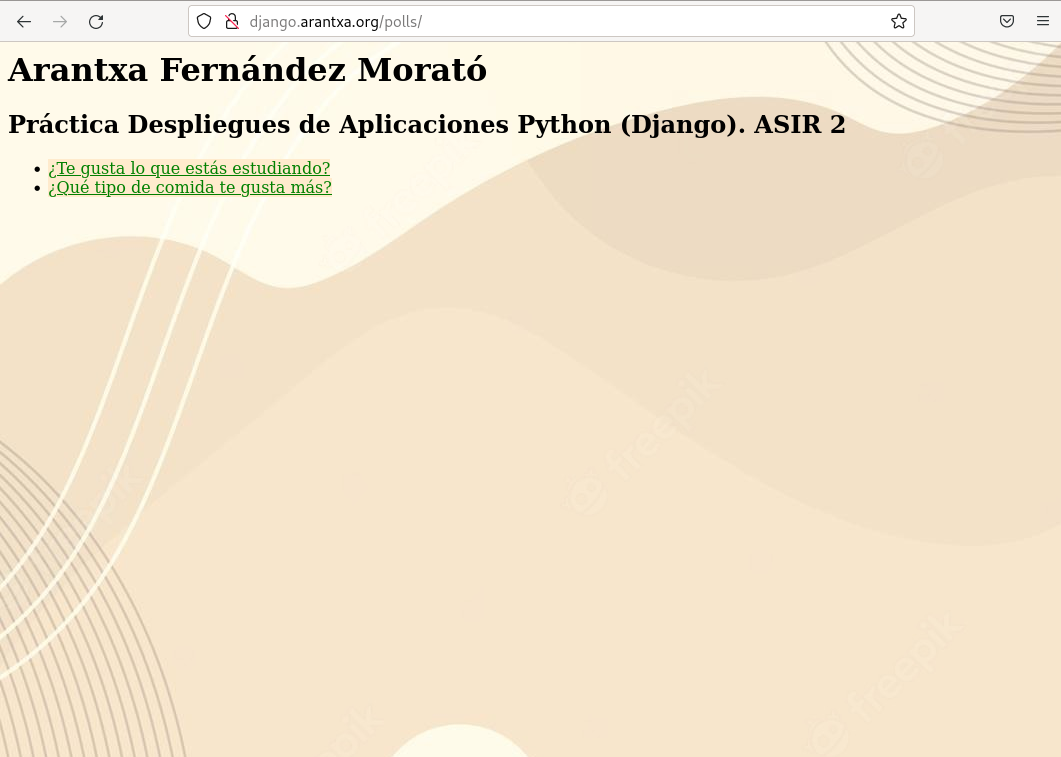 django.arantxa.org/polls/
Arantxa Fernández Morató
Práctica Despliegues de Aplicaciones Python (Django). ASIR 2
¿Te gusta lo que estás estudiando?
¿Qué tipo de comida te gusta más?
freepik
freepik
freepik